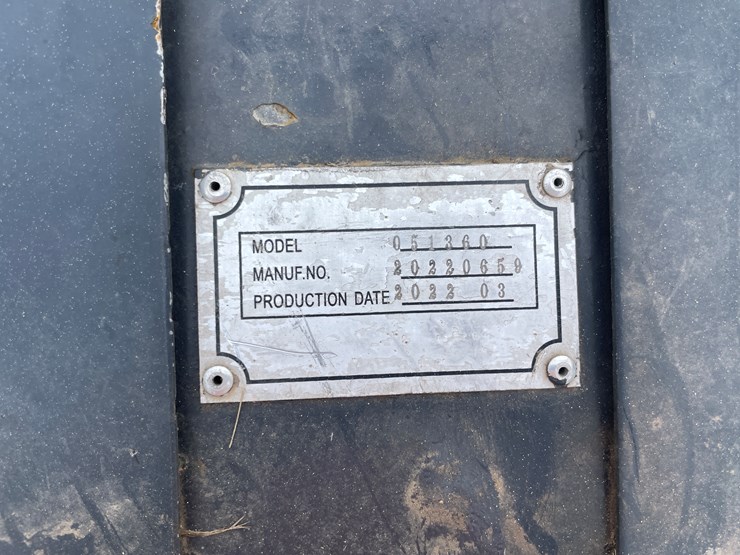 MODEL 051360
MANUF.NO. 20220659
PRODUCTION DATE 2022 03